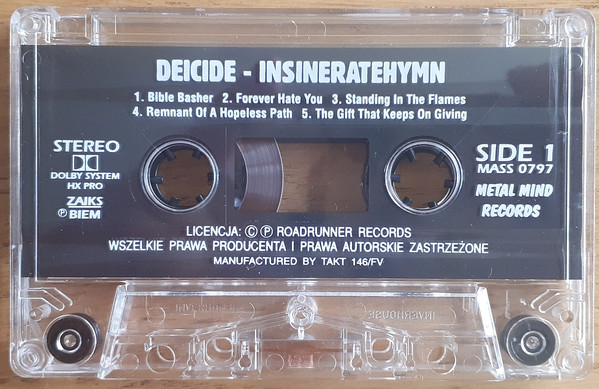 DEICIDE - INSINERATEHYMN
1. Bible Basher 2. Forever Hate You 3. Standing In The Flames
4. Remnant Of A Hopeless Path 5. The Gift That Keeps On Giving
STEREO
DOLBY SYSTEM
HX PRO
ZAIKS
Ⓟ BIEM
SIDE 1
MASS 0797
METAL MIND
RECORDS
LICENCJA: © Ⓟ ROADRUNNER RECORDS
WSZELKIE PRAWA PRODUCENTA I PRAWA AUTORSKIE ZASTRZEŻONE
MANUFACTURED BY TAKT 146/FV